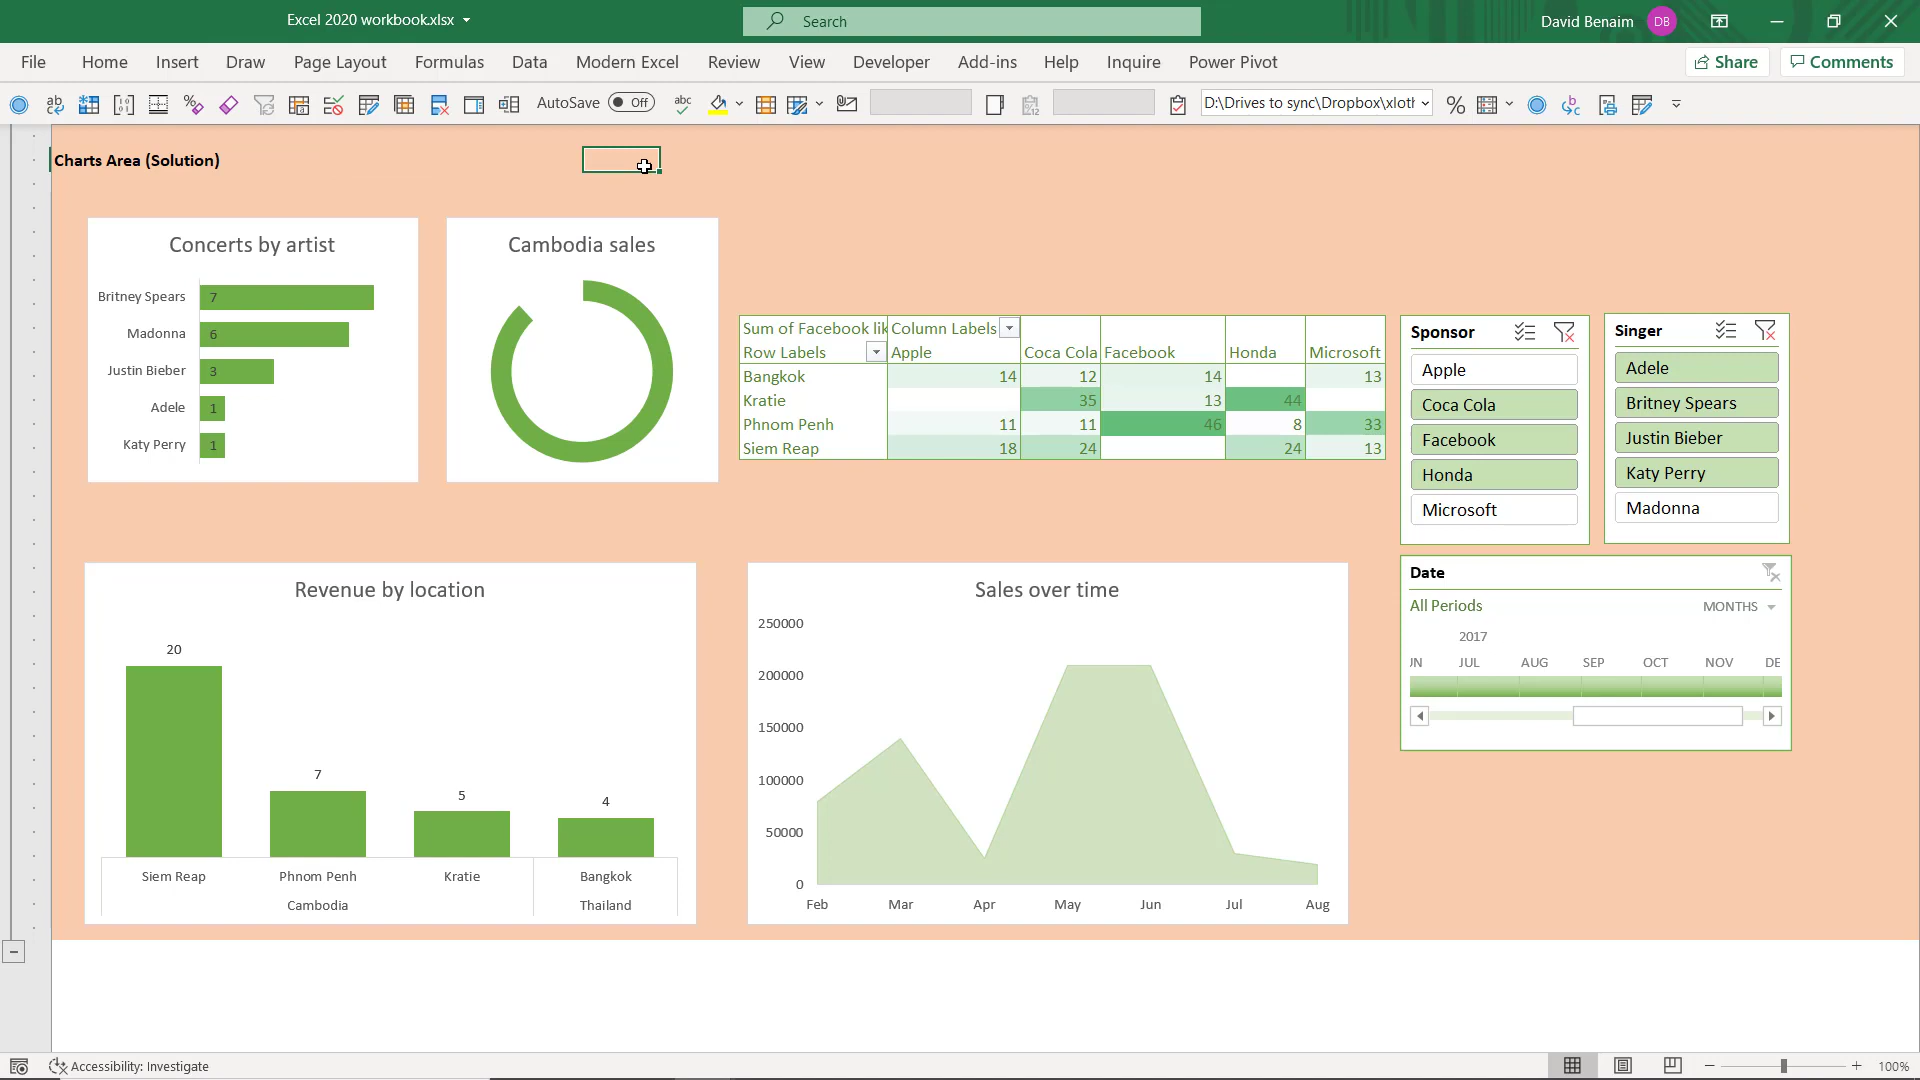 Excel 2020 workbook.xlsx
Search
David Benaim
DB
File
Home
Insert
Draw
Page Layout
Formulas
Data
Modern Excel
Review
View
Developer
Add-ins
Help
Inquire
Power Pivot
Share
Comments
AutoSave
Off
D:\Drives to sync\Dropbox\xlotl
Charts Area (Solution)
Concerts by artist
Britney Spears 7
Madonna 6
Justin Bieber 3
Adele 1
Katy Perry 1
Cambodia sales
Sum of Facebook lik Column Labels
Row Labels Apple Coca Cola Facebook Honda Microsoft
Bangkok 14 12 14 13
Kratie 35 13 44
Phnom Penh 11 11 46 8 33
Siem Reap 18 24 24 13
Sponsor
Apple
Coca Cola
Facebook
Honda
Microsoft
Singer
Adele
Britney Spears
Justin Bieber
Katy Perry
Madonna
Date
All Periods
MONTHS
2017
JN JUL AUG SEP OCT NOV DE
Revenue by location
20
7
5
4
Siem Reap Phnom Penh Kratie Bangkok
Cambodia Thailand
Sales over time
250000
200000
150000
100000
50000
0
Feb Mar Apr May Jun Jul Aug
Accessibility: Investigate
100%